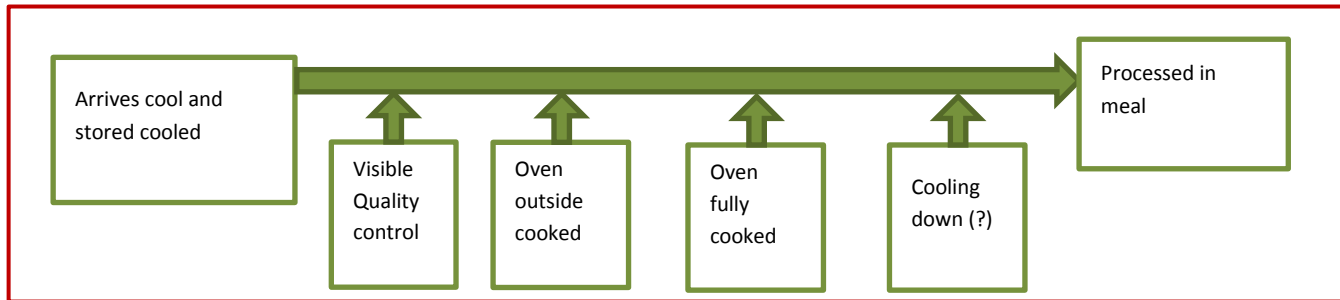 Arrives cool and
stored cooled
Visible
Quality
control
Oven
outside
cooked
Oven
fully
cooked
Cooling
down (?)
Processed in
meal